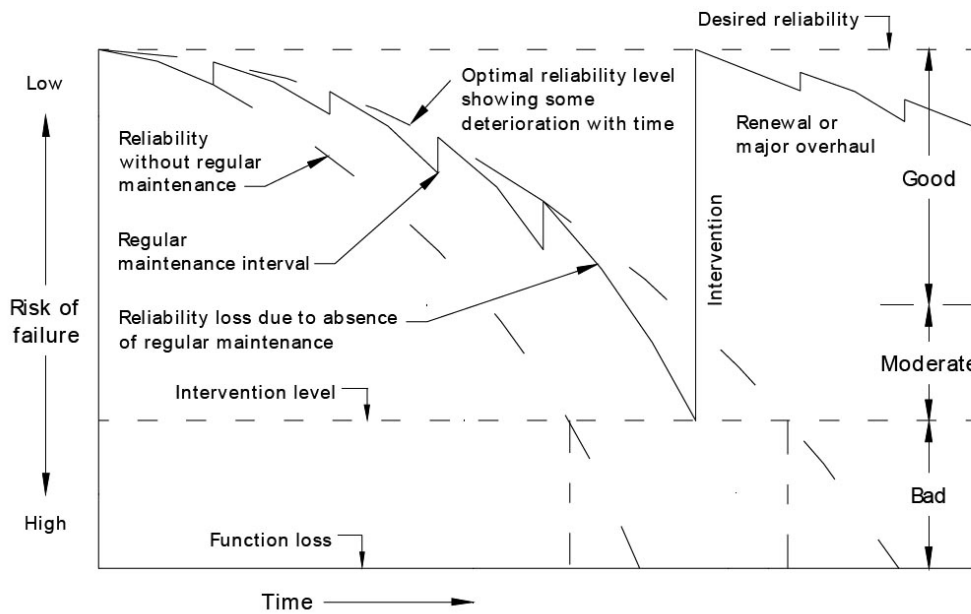 Desired reliability
Low
Optimal reliability level
showing some
deterioration with time
Renewal or
major overhaul
Reliability
without regular
maintenance
Good
Regular
maintenance interval
Intervention
Risk of
failure
Reliability loss due to absence
of regular maintenance
Moderate
Intervention level
Bad
High
Function loss
Time